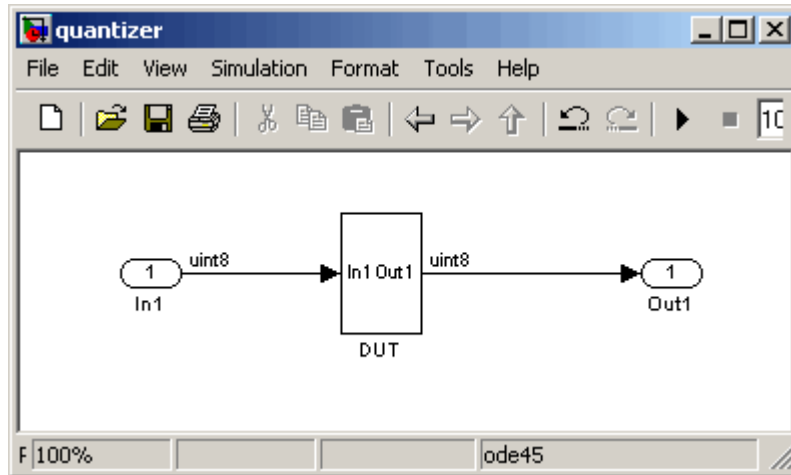 quantizer
File Edit View Simulation Format Tools Help
10
uint8 uint8
1 In1 Out1 1
In1 Out1
DUT
F 100% ode45